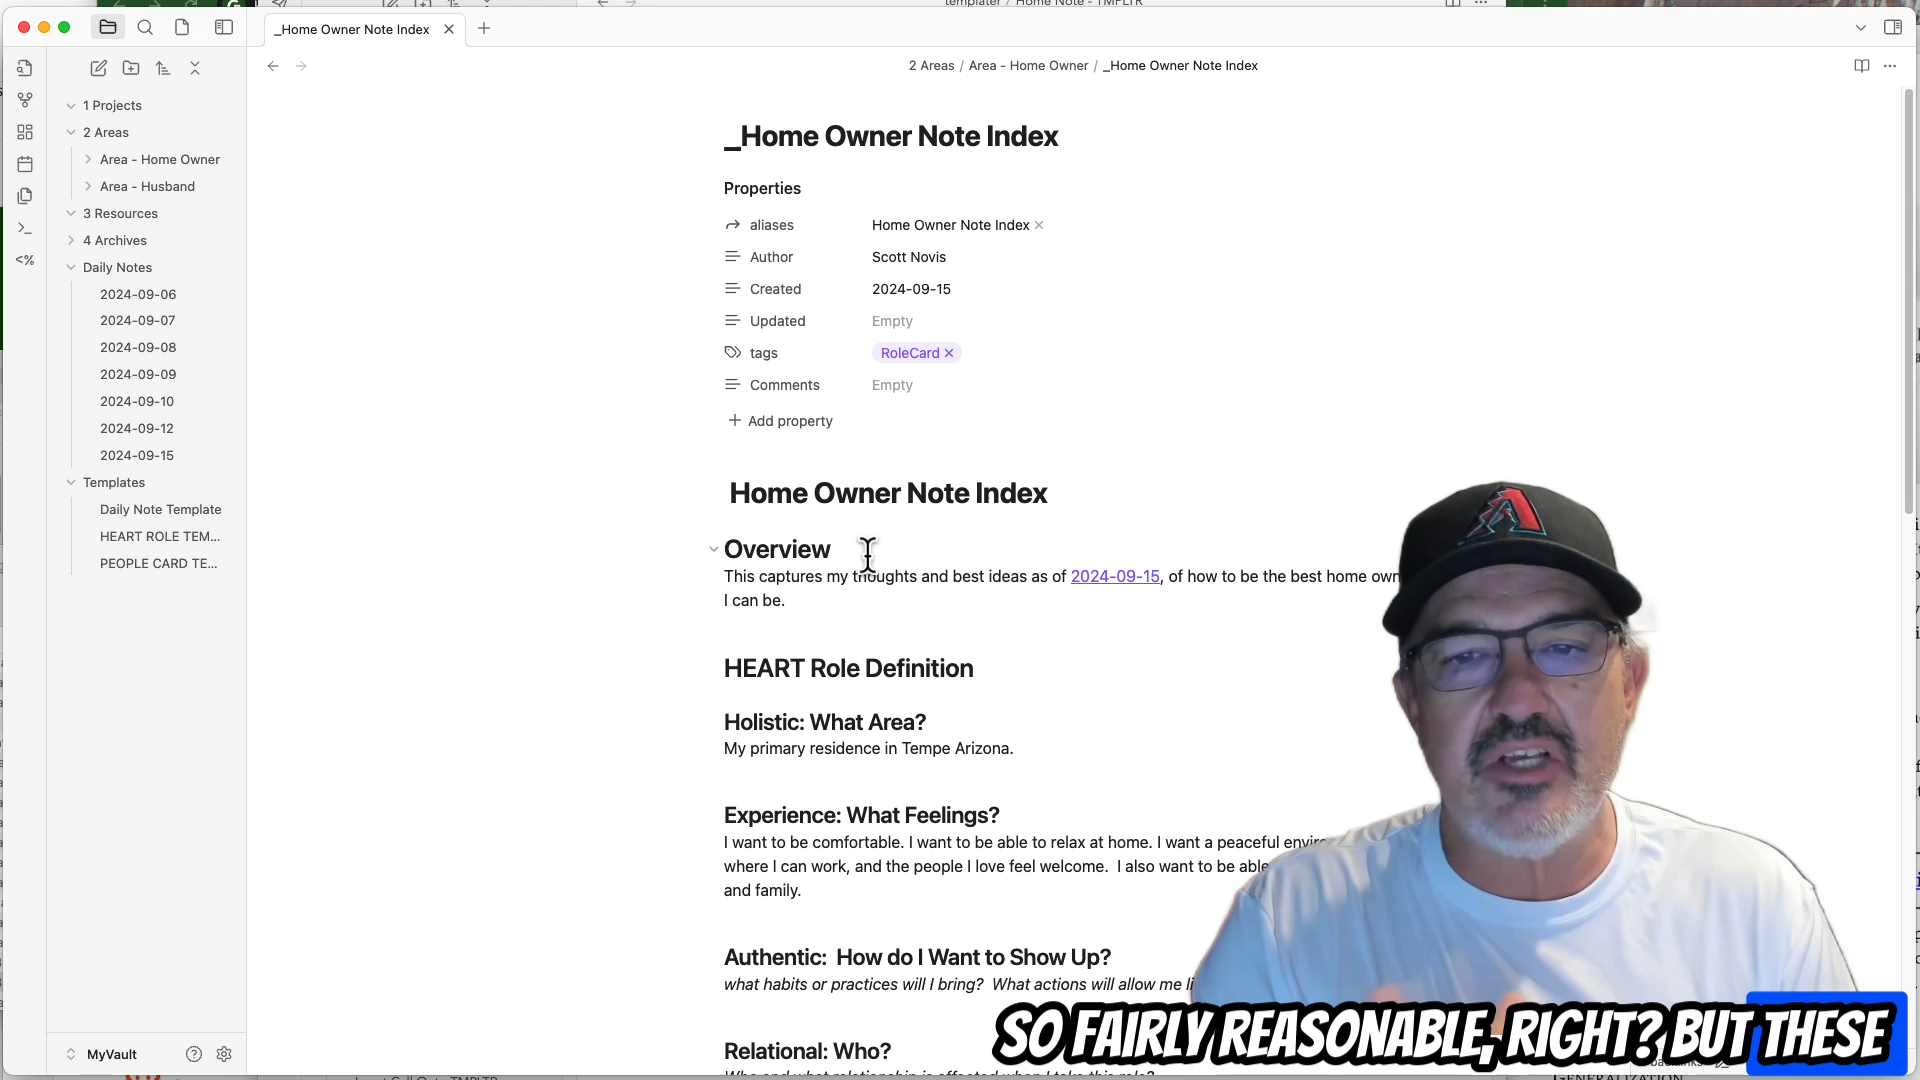 templater / Home Note - TMPLTR
_Home Owner Note Index
2 Areas / Area - Home Owner / _Home Owner Note Index
1 Projects
2 Areas
Area - Home Owner
Area - Husband
3 Resources
4 Archives
Daily Notes
2024-09-06
2024-09-07
2024-09-08
2024-09-09
2024-09-10
2024-09-12
2024-09-15
Templates
Daily Note Template
HEART ROLE TEM...
PEOPLE CARD TE...
MyVault
_Home Owner Note Index
Properties
aliases Home Owner Note Index
Author Scott Novis
Created 2024-09-15
Updated Empty
tags RoleCard
Comments Empty
Add property
Home Owner Note Index
Overview
This captures my thoughts and best ideas as of 2024-09-15, of how to be the best home own
I can be.
HEART Role Definition
Holistic: What Area?
My primary residence in Tempe Arizona.
Experience: What Feelings?
I want to be comfortable. I want to be able to relax at home. I want a peaceful enviro
where I can work, and the people I love feel welcome. I also want to be able
and family.
Authentic: How do I Want to Show Up?
what habits or practices will I bring? What actions will allow me li
Relational: Who?
SO FAIRLY REASONABLE, RIGHT? BUT THESE